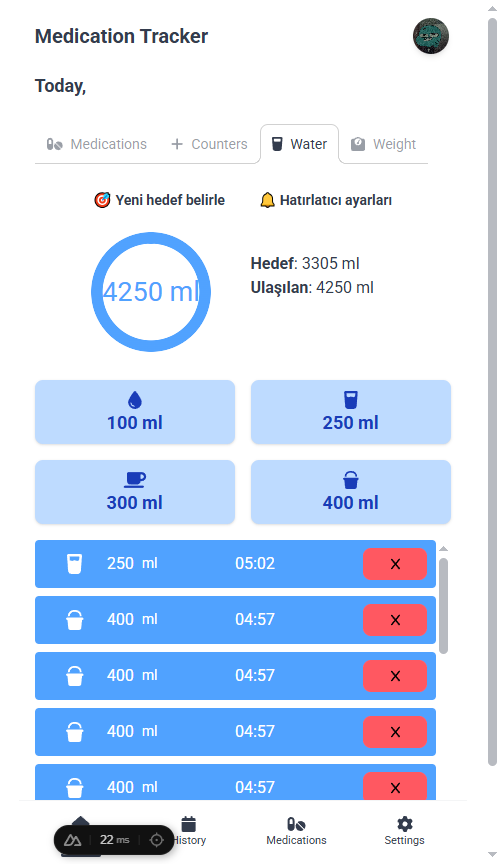 Medication Tracker
Today,
Medications Counters Water Weight
Yeni hedef belirle Hatırlatıcı ayarları
4250 ml
Hedef: 3305 ml
Ulaşılan: 4250 ml
100 ml
250 ml
300 ml
400 ml
250 ml 05:02 X
400 ml 04:57 X
400 ml 04:57 X
400 ml 04:57 X
400 ml 04:57 X
22 ms
History Medications Settings